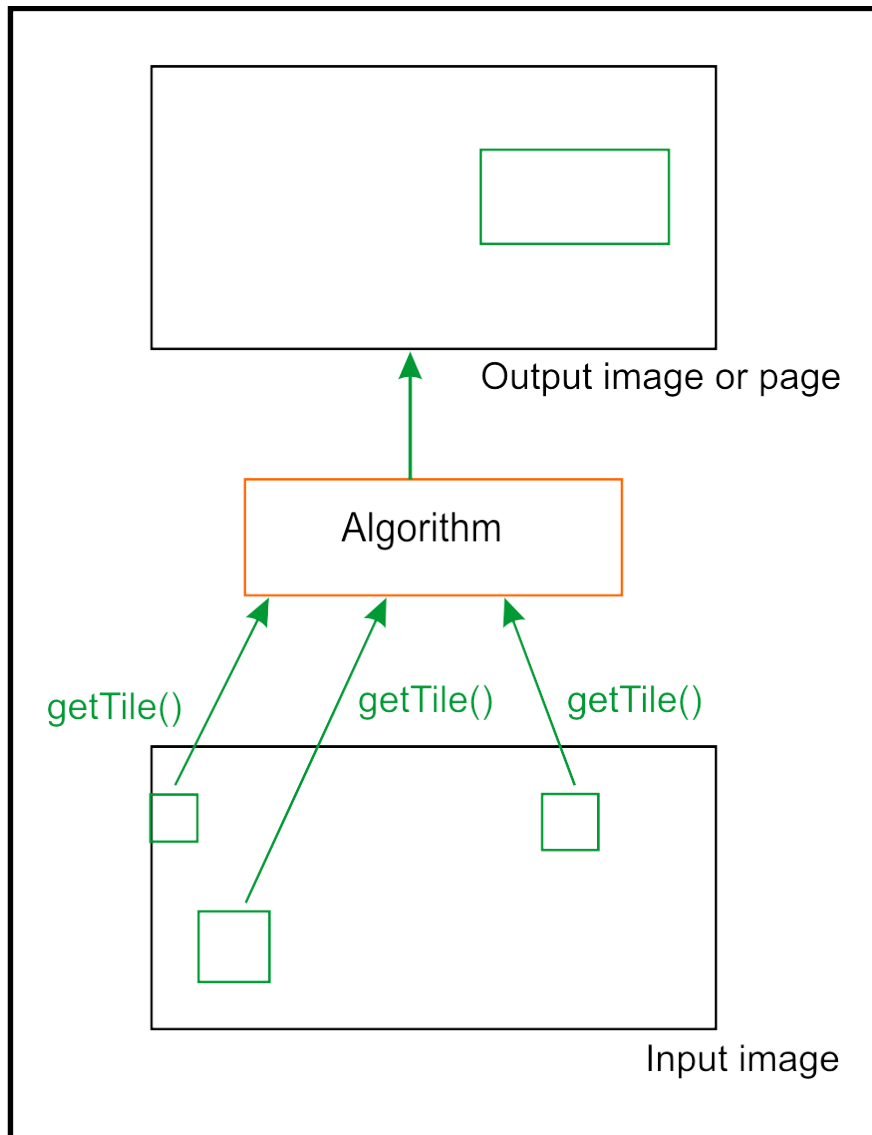 Output image or page
Algorithm
getTile()
getTile()
getTile()
Input image